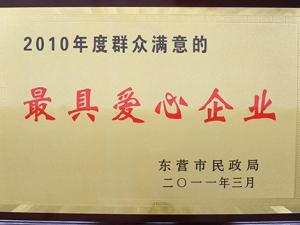 2010年度群众满意的
最具爱心企业
东营市民政局
二〇一一年三月